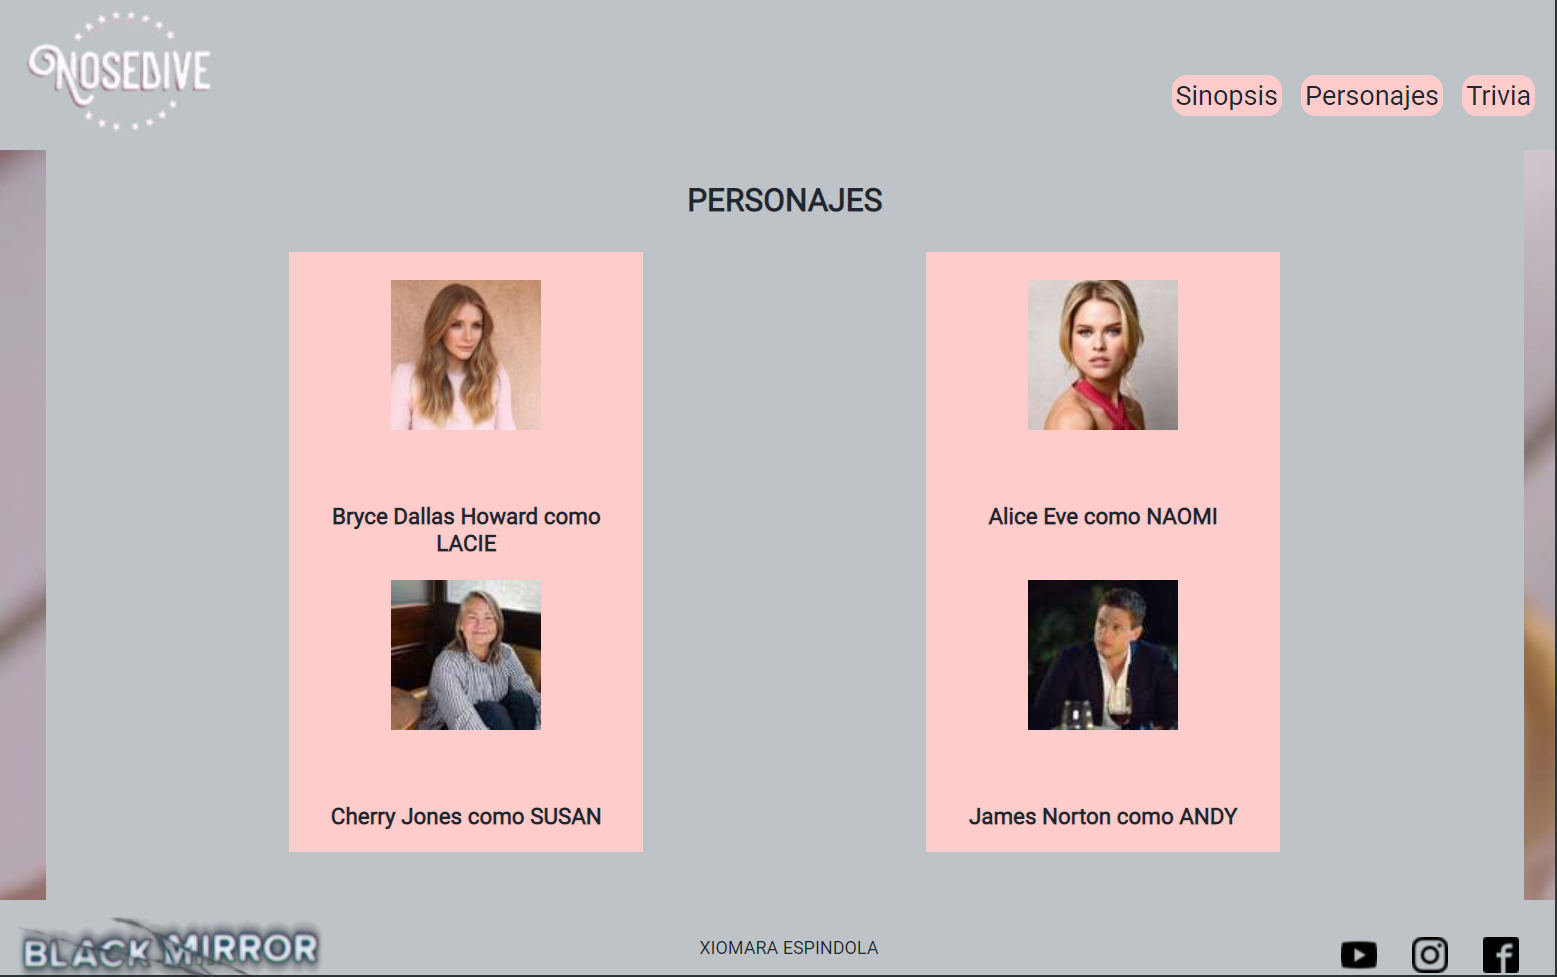 NOSEDIVE
Sinopsis Personajes Trivia
PERSONAJES
Bryce Dallas Howard como
LACIE
Alice Eve como NAOMI
Cherry Jones como SUSAN
James Norton como ANDY
BLACK MIRROR
XIOMARA ESPINDOLA